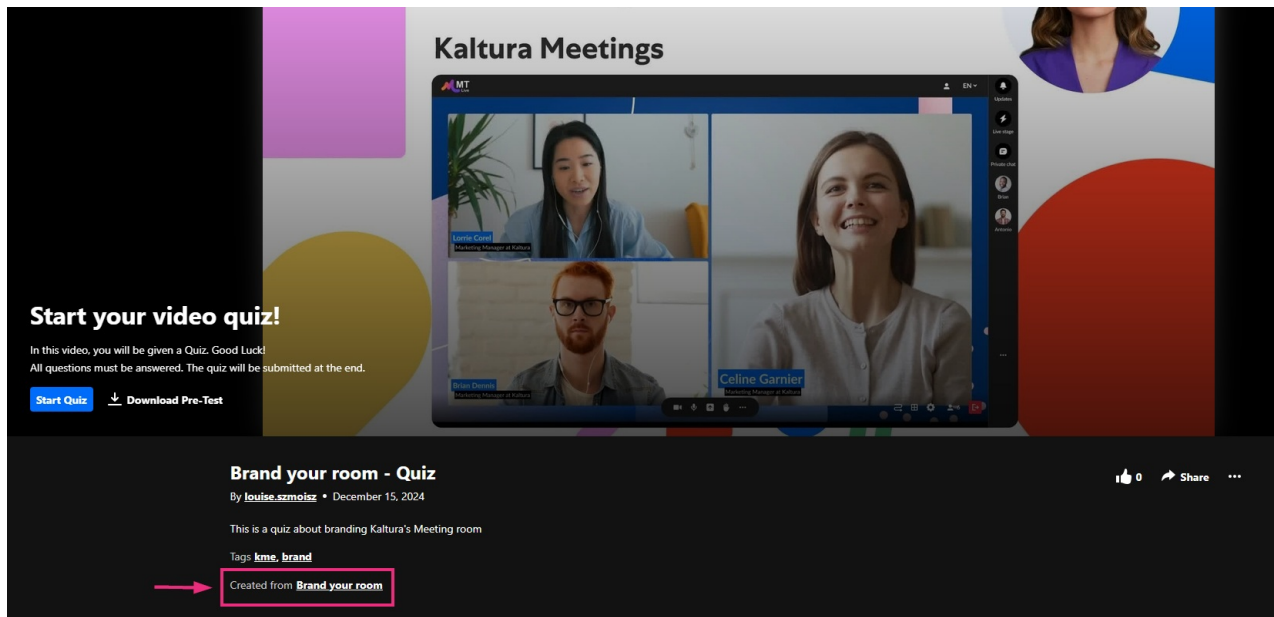 Kaltura Meetings
MT
Live
EN
Updates
Live stage
Private chat
Brian
Antonio
Lorrie Corel
Marketing Manager at Kaltura
Brian Dennis
Marketing Manager at Kaltura
Celine Garnier
Marketing Manager at Kaltura
Start your video quiz!
In this video, you will be given a Quiz. Good Luck!
All questions must be answered. The quiz will be submitted at the end.
Start Quiz Download Pre-Test
Brand your room - Quiz
0 Share
By louise.szmoisz • December 15, 2024
This is a quiz about branding Kaltura's Meeting room
Tags kme, brand
Created from Brand your room